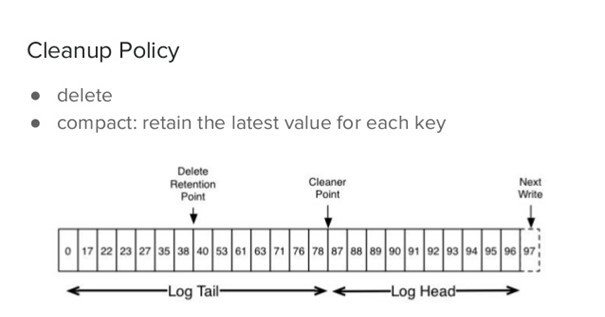 Cleanup Policy
● delete
● compact: retain the latest value for each key
Delete
Retention
Point
Cleaner
Point
Next
Write
0 17 22 23 27 35 38 40 53 61 63 71 76 78 87 88 89 90 91 92 93 94 95 96 97
Log Tail
Log Head